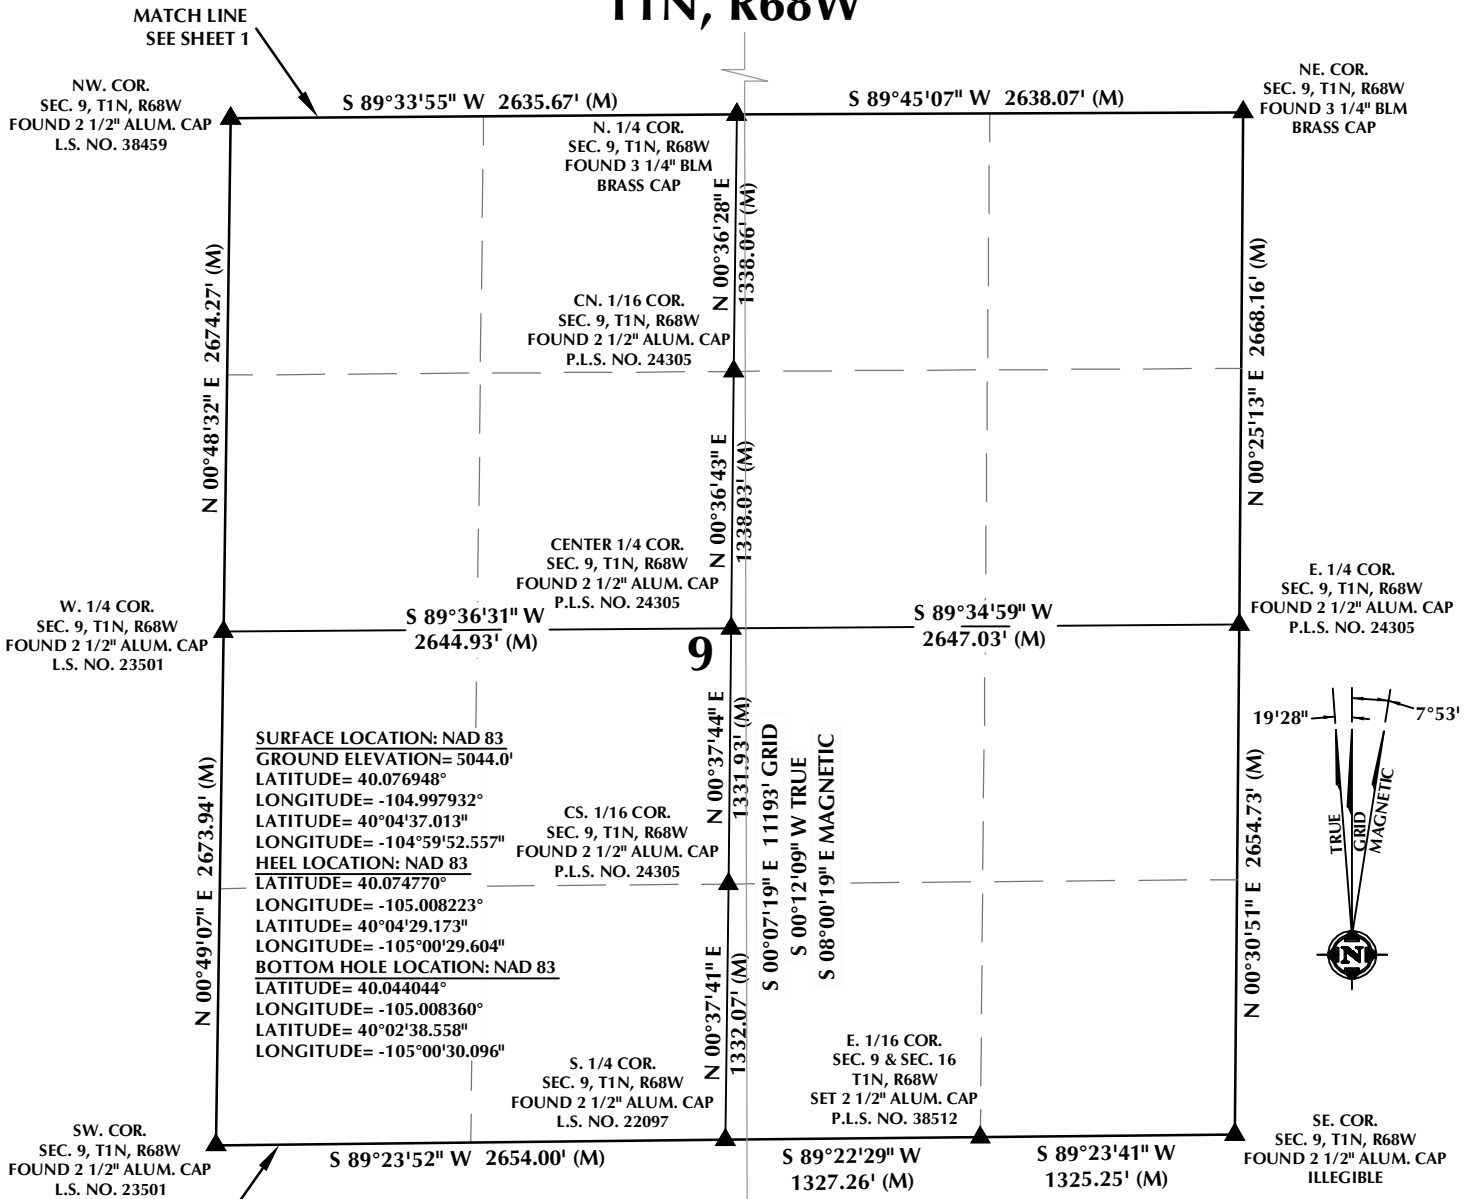 T1N, R68W
MATCH LINE
SEE SHEET 1
NW. COR.
SEC. 9, T1N, R68W
FOUND 2 1/2" ALUM. CAP
L.S. NO. 38459
S 89°33'55" W 2635.67' (M)
N. 1/4 COR.
SEC. 9, T1N, R68W
FOUND 3 1/4" BLM
BRASS CAP
S 89°45'07" W 2638.07' (M)
NE. COR.
SEC. 9, T1N, R68W
FOUND 3 1/4" BLM
BRASS CAP
N 00°48'32" E 2674.27' (M)
N 00°36'28" E
1338.06' (M)
N 00°25'13" E 2668.16' (M)
CN. 1/16 COR.
SEC. 9, T1N, R68W
FOUND 2 1/2" ALUM. CAP
P.L.S. NO. 24305
N 00°36'43" E
1338.03' (M)
CENTER 1/4 COR.
SEC. 9, T1N, R68W
FOUND 2 1/2" ALUM. CAP
P.L.S. NO. 24305
W. 1/4 COR.
SEC. 9, T1N, R68W
FOUND 2 1/2" ALUM. CAP
L.S. NO. 23501
S 89°36'31" W
2644.93' (M)
9
S 89°34'59" W
2647.03' (M)
E. 1/4 COR.
SEC. 9, T1N, R68W
FOUND 2 1/2" ALUM. CAP
P.L.S. NO. 24305
SURFACE LOCATION: NAD 83
GROUND ELEVATION= 5044.0'
LATITUDE= 40.076948°
LONGITUDE= -104.997932°
LATITUDE= 40°04'37.013"
LONGITUDE= -104°59'52.557"
HEEL LOCATION: NAD 83
LATITUDE= 40.074770°
LONGITUDE= -105.008223°
LATITUDE= 40°04'29.173"
LONGITUDE= -105°00'29.604"
BOTTOM HOLE LOCATION: NAD 83
LATITUDE= 40.044044°
LONGITUDE= -105.008360°
LATITUDE= 40°02'38.558"
LONGITUDE= -105°00'30.096"
N 00°49'07" E 2673.94' (M)
N 00°37'44" E
1331.93' (M)
CS. 1/16 COR.
SEC. 9, T1N, R68W
FOUND 2 1/2" ALUM. CAP
P.L.S. NO. 24305
S 00°07'19" E 11193' GRID
S 00°12'09" W TRUE
S 08°00'19" E MAGNETIC
N 00°30'51" E 2654.73' (M)
19'28"
7°53'
TRUE
GRID
MAGNETIC
N
N 00°37'41" E
1332.07' (M)
S. 1/4 COR.
SEC. 9, T1N, R68W
FOUND 2 1/2" ALUM. CAP
L.S. NO. 22097
E. 1/16 COR.
SEC. 9 & SEC. 16
T1N, R68W
SET 2 1/2" ALUM. CAP
P.L.S. NO. 38512
SW. COR.
SEC. 9, T1N, R68W
FOUND 2 1/2" ALUM. CAP
L.S. NO. 23501
S 89°23'52" W 2654.00' (M)
S 89°22'29" W
1327.26' (M)
S 89°23'41" W
1325.25' (M)
SE. COR.
SEC. 9, T1N, R68W
FOUND 2 1/2" ALUM. CAP
ILLEGIBLE